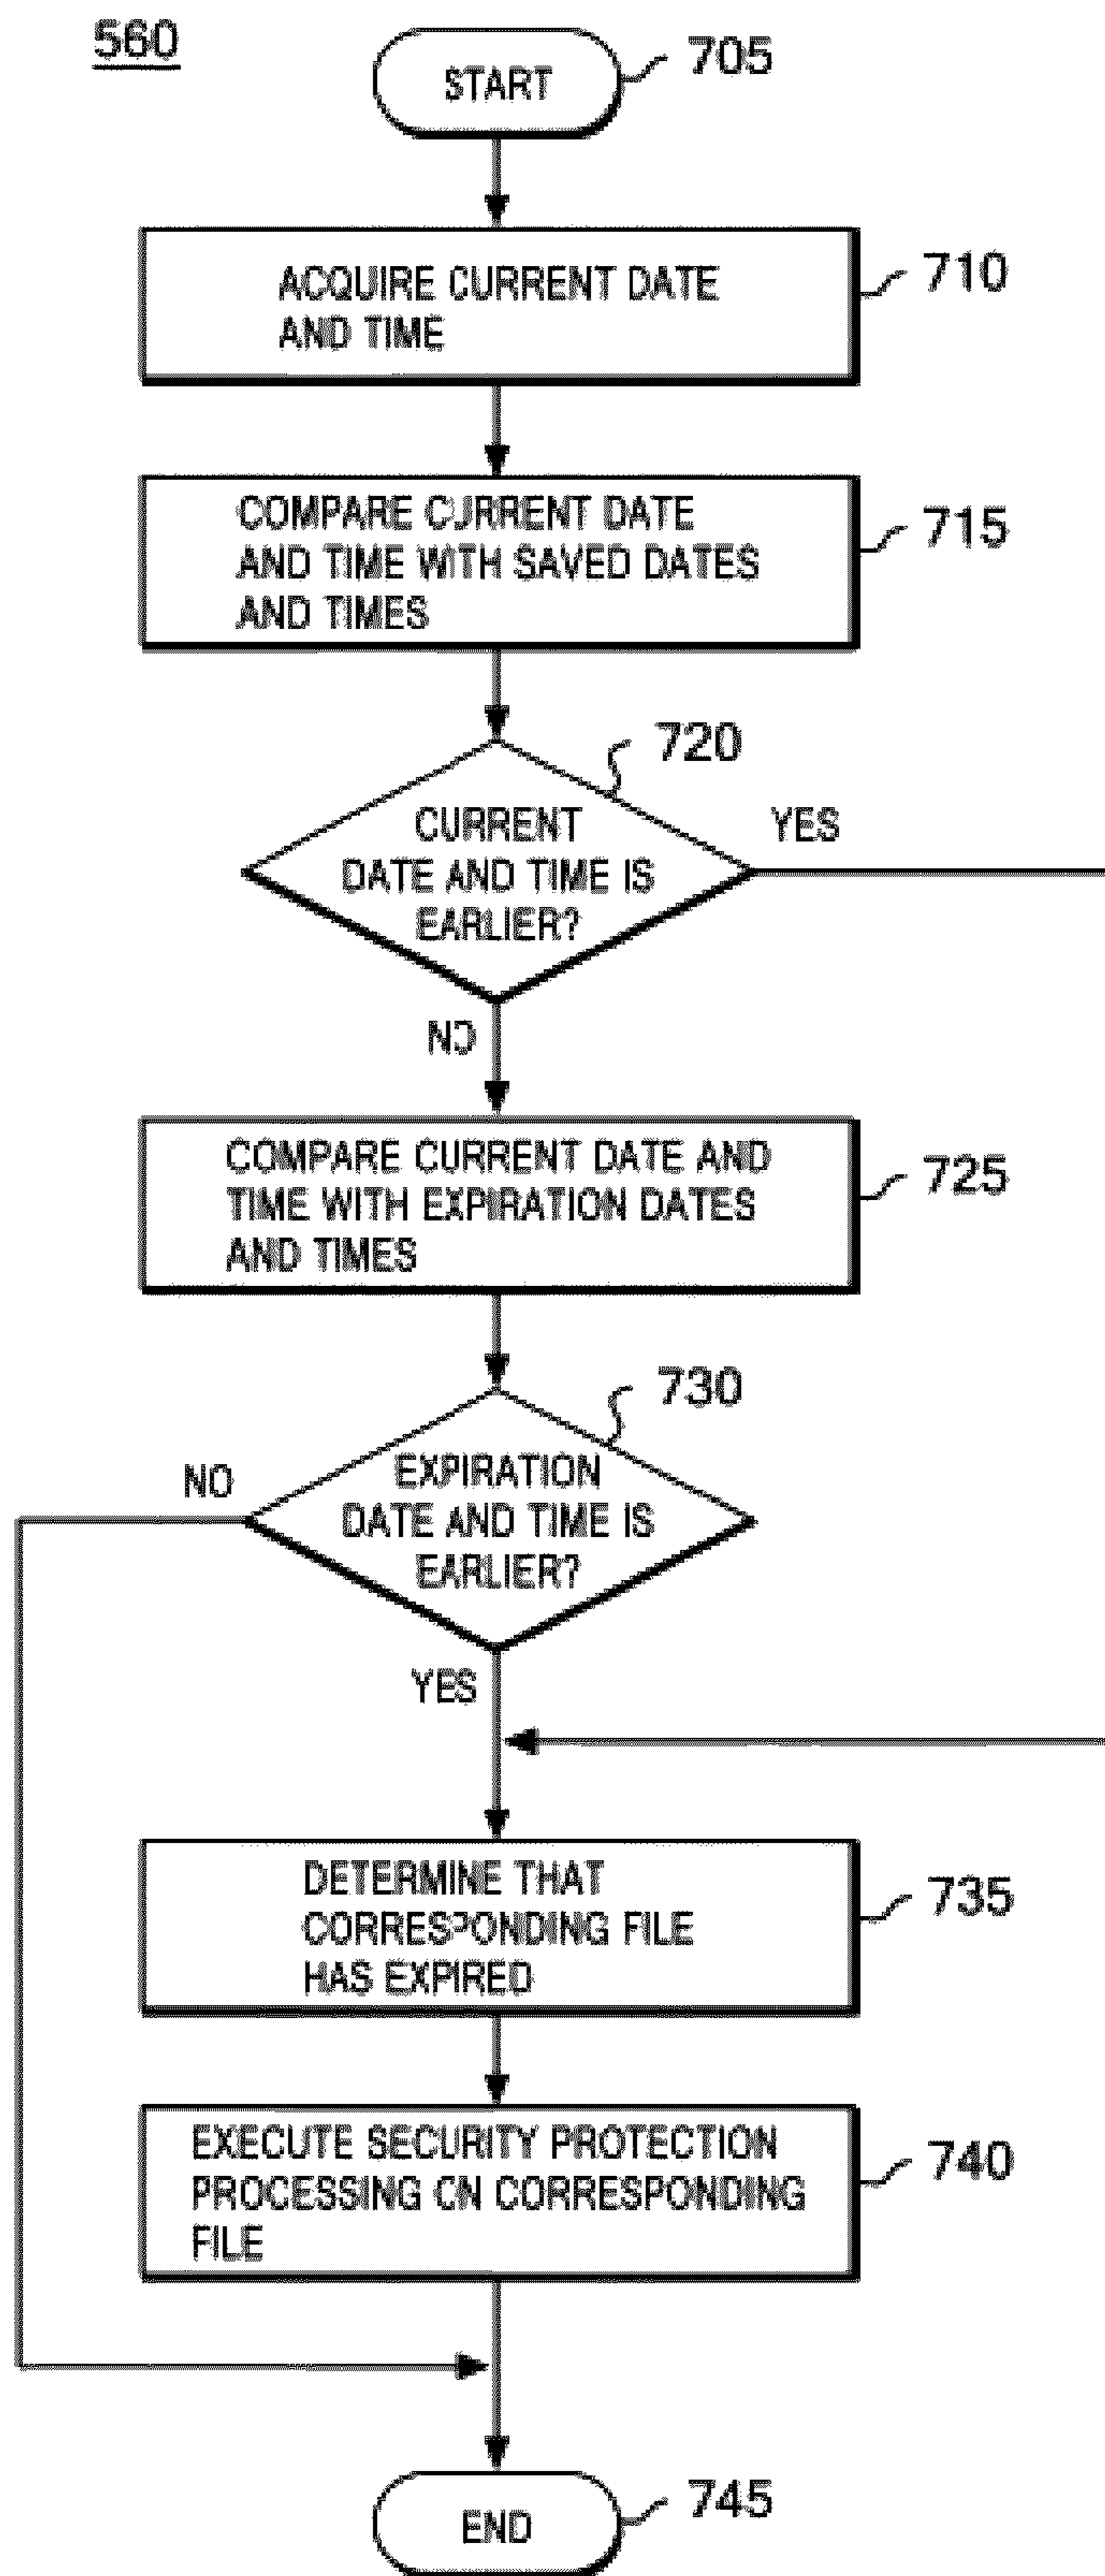 560
START
705
ACQUIRE CURRENT DATE
AND TIME
710
COMPARE CURRENT DATE
AND TIME WITH SAVED DATES
AND TIMES
715
720
CURRENT
DATE AND TIME IS
EARLIER?
YES
NO
COMPARE CURRENT DATE AND
TIME WITH EXPIRATION DATES
AND TIMES
725
730
EXPIRATION
DATE AND TIME IS
EARLIER?
NO
YES
DETERMINE THAT
CORRESPONDING FILE
HAS EXPIRED
735
EXECUTE SECURITY PROTECTION
PROCESSING ON CORRESPONDING
FILE
740
END
745